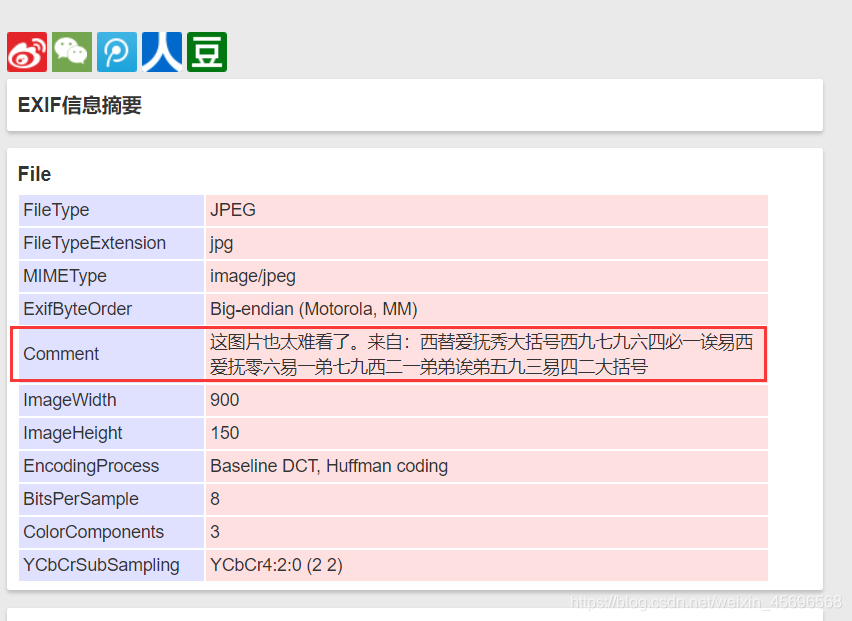 人 豆
EXIF信息摘要
File
FileType JPEG
FileTypeExtension jpg
MIMEType image/jpeg
ExifByteOrder Big-endian (Motorola, MM)
Comment 这图片也太难看了。来自：西替爱抚秀大括号西九七九六四必一诶易西
爱抚零六易一弟七九西二一弟弟诶弟五九三易四二大括号
ImageWidth 900
ImageHeight 150
EncodingProcess Baseline DCT, Huffman coding
BitsPerSample 8
ColorComponents 3
YCbCrSubSampling YCbCr4:2:0 (2 2)
https://blog.csdn.net/weixin_45696568